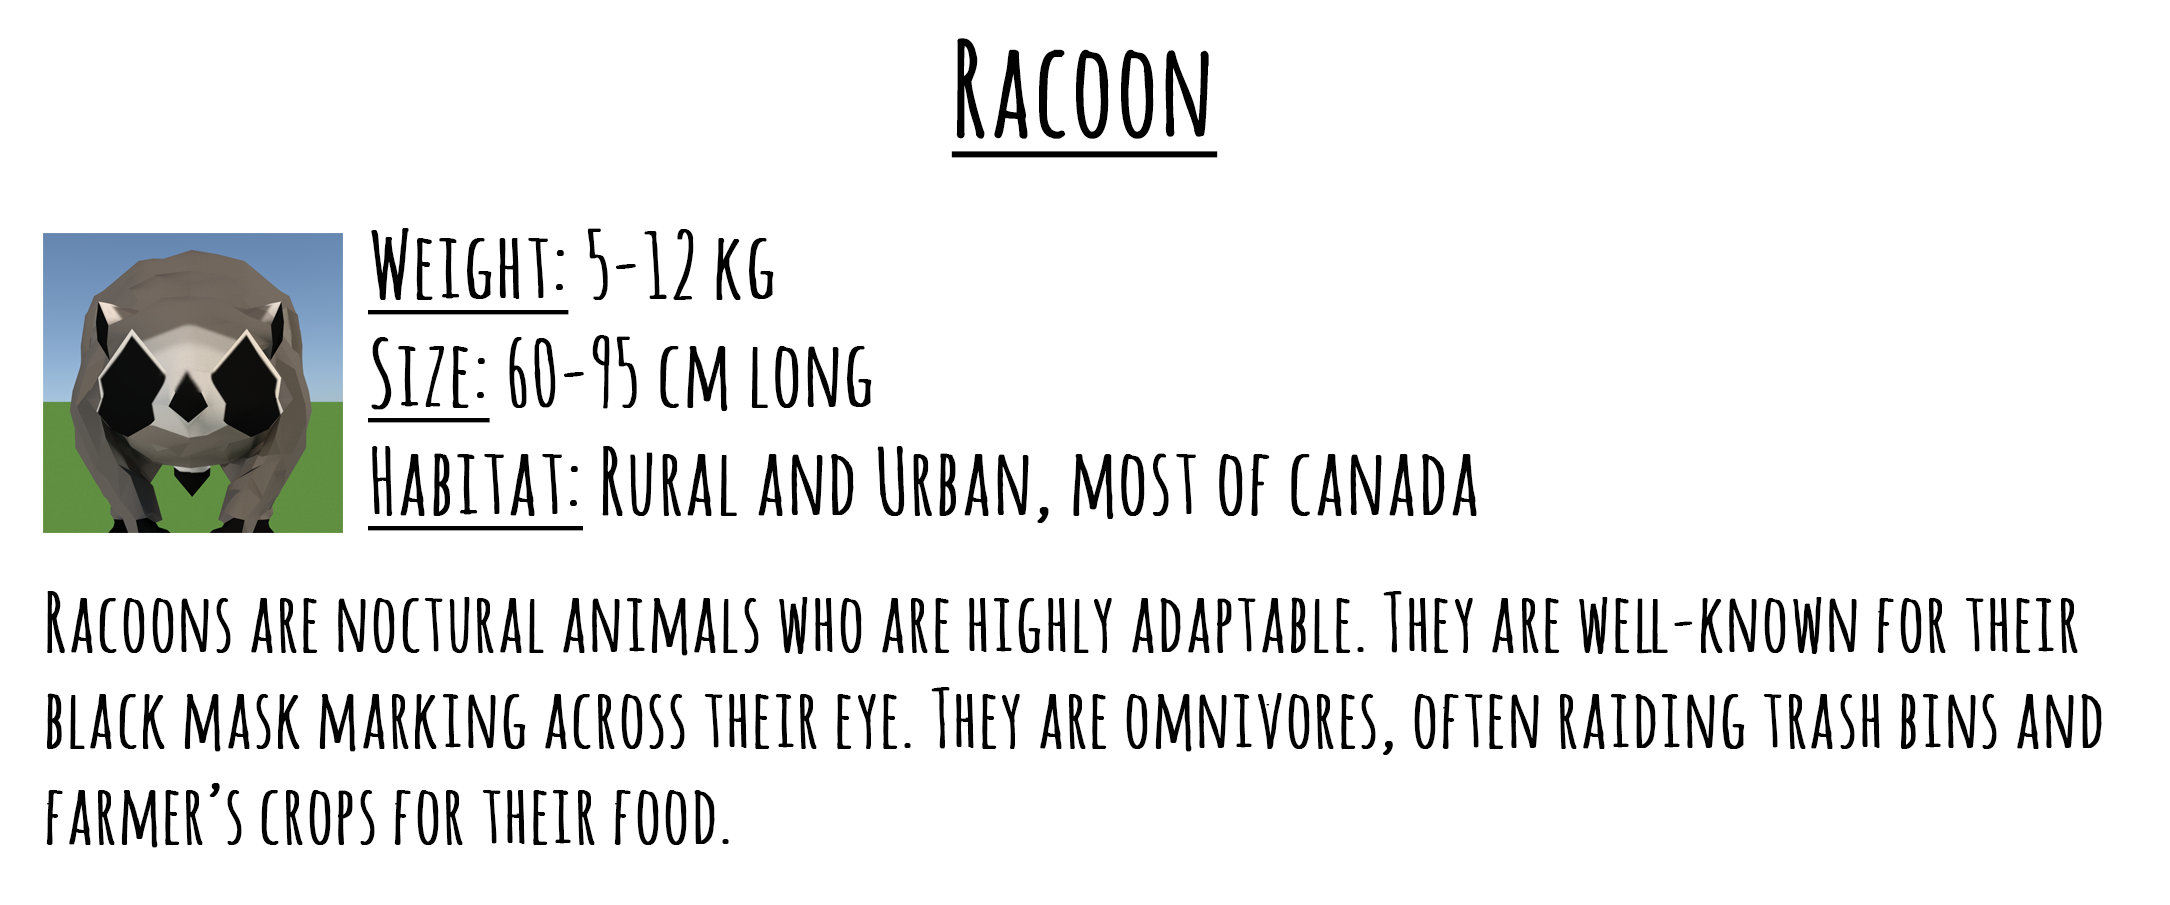 Racoon
Weight: 5-12 kg
Size: 60-95 cm long
Habitat: Rural and Urban, most of canada
Racoons are noctural animals who are highly adaptable. They are well-known for their
black mask marking across their eye. They are omnivores, often raiding trash bins and
farmer's crops for their food.